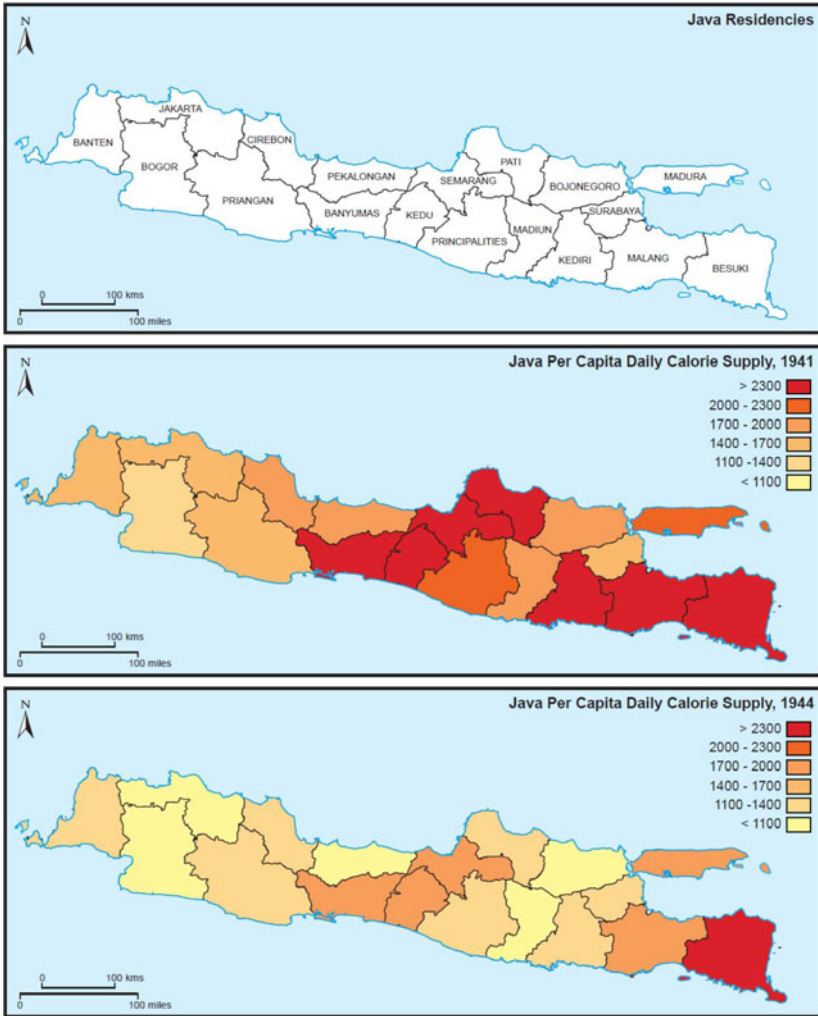 Java Residencies
N
JAKARTA
BANTEN
CIREBON
BOGOR
PATI
PEKALONGAN
SEMARANG
MADURA
BOJONEGORO
PRIANGAN
BANYUMAS
KEDU
SURABAYA
PRINCIPALITIES
MADIUN
KEDIRI
MALANG
BESUKI
0 100 kms
0 100 miles
Java Per Capita Daily Calorie Supply, 1941
N
> 2300
2000 - 2300
1700 - 2000
1400 - 1700
1100 -1400
< 1100
0 100 kms
0 100 miles
Java Per Capita Daily Calorie Supply, 1944
N
> 2300
2000 - 2300
1700 - 2000
1400 - 1700
1100 -1400
< 1100
0 100 kms
0 100 miles